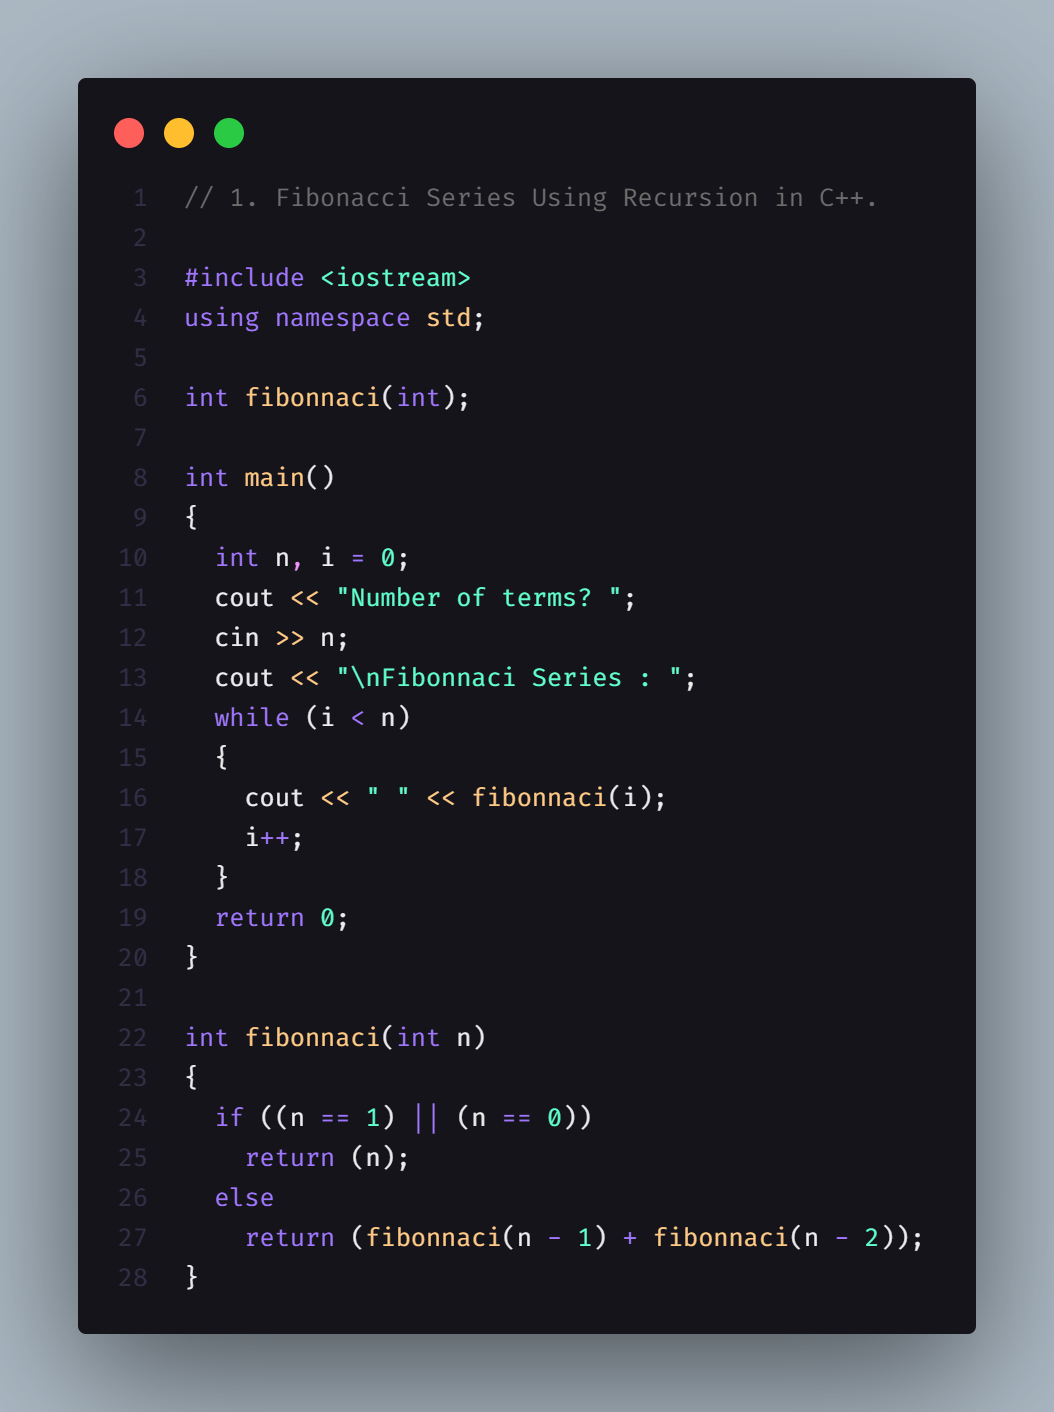 1 // 1. Fibonacci Series Using Recursion in C++.
2
3 #include <iostream>
4 using namespace std;
5
6 int fibonnaci(int);
7
8 int main()
9 {
10   int n, i = 0;
11   cout << "Number of terms? ";
12   cin >> n;
13   cout << "\nFibonnaci Series : ";
14   while (i < n)
15   {
16     cout << " " << fibonnaci(i);
17     i++;
18   }
19   return 0;
20 }
21
22 int fibonnaci(int n)
23 {
24   if ((n == 1) || (n == 0))
25     return (n);
26   else
27     return (fibonnaci(n - 1) + fibonnaci(n - 2));
28 }